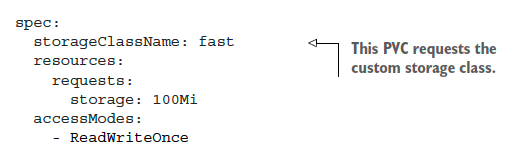 spec:
  storageClassName: fast
  resources:
    requests:
      storage: 100Mi
  accessModes:
    - ReadWriteOnce
This PVC requests the
custom storage class.